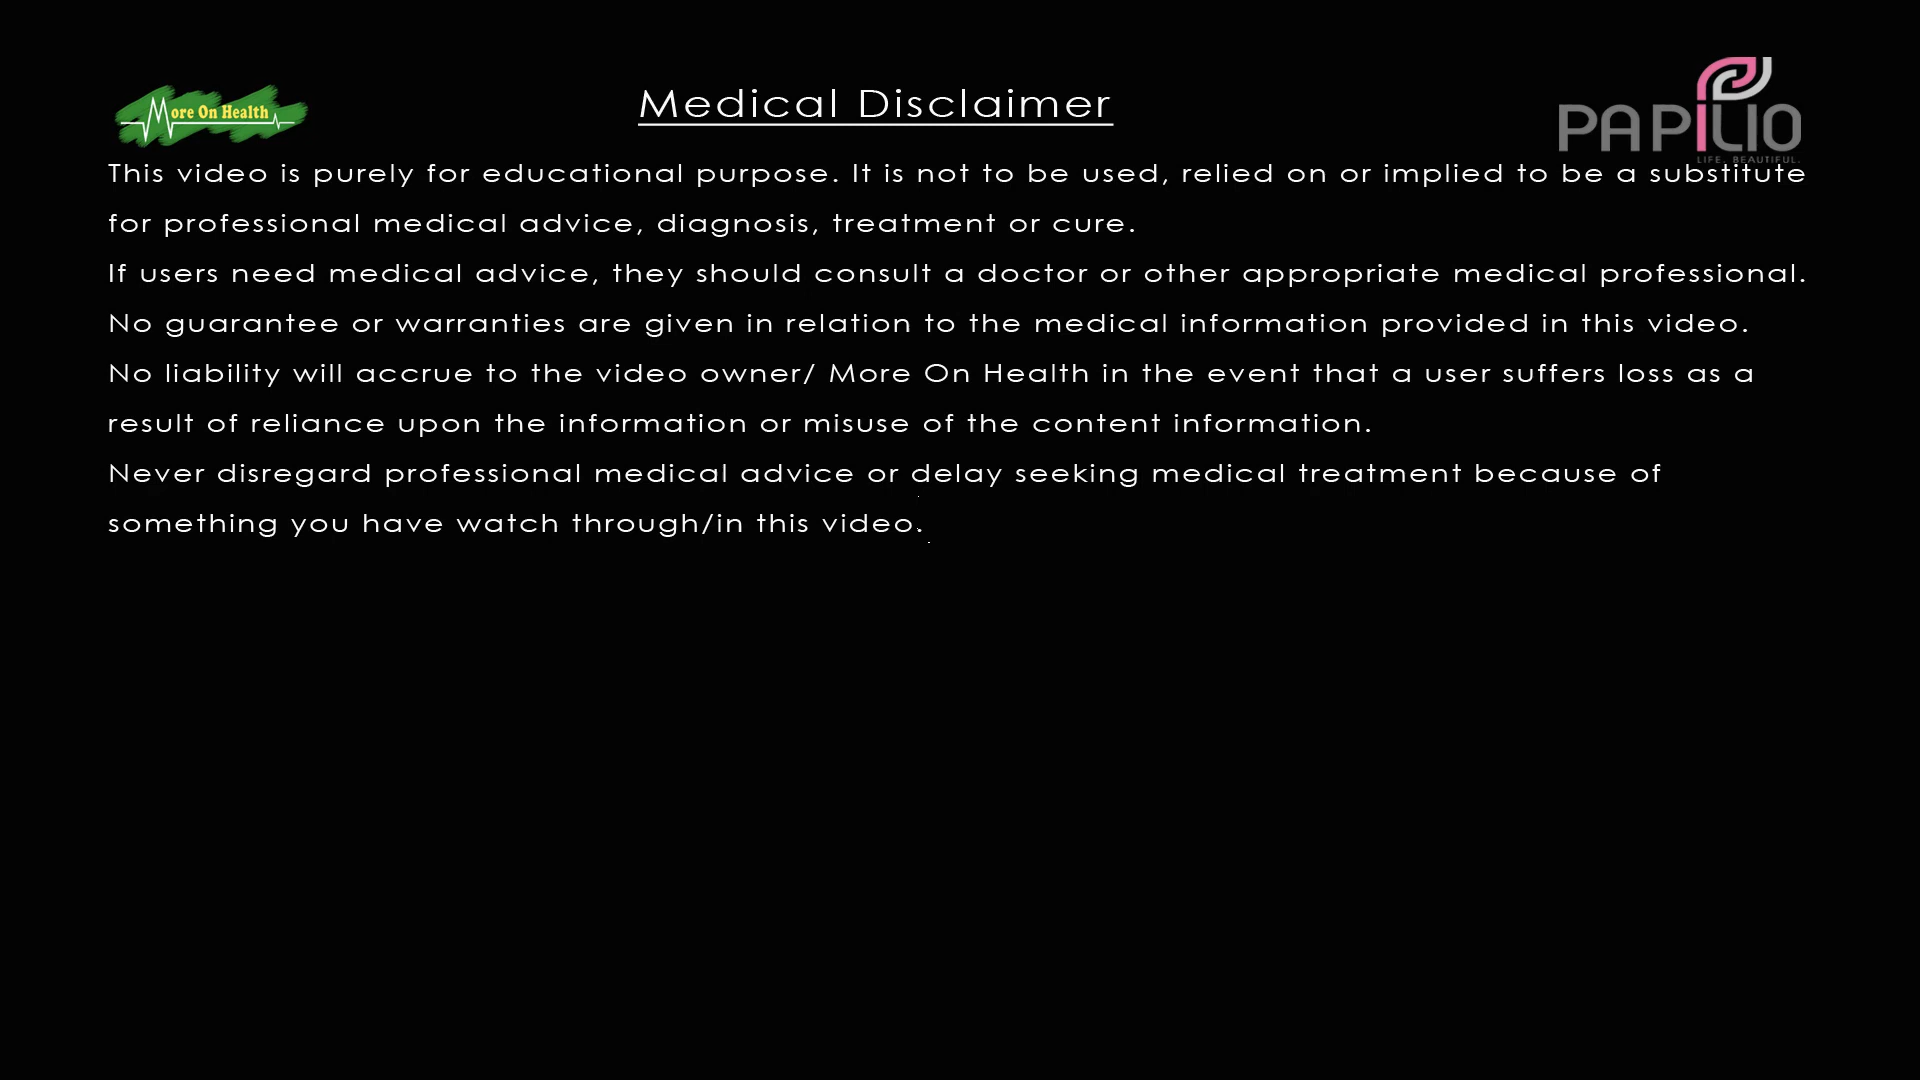 More On Health
Medical Disclaimer
PAPILIO
LIFE. BEAUTIFUL.
This video is purely for educational purpose. It is not to be used, relied on or implied to be a substitute
for professional medical advice, diagnosis, treatment or cure.
If users need medical advice, they should consult a doctor or other appropriate medical professional.
No guarantee or warranties are given in relation to the medical information provided in this video.
No liability will accrue to the video owner/ More On Health in the event that a user suffers loss as a
result of reliance upon the information or misuse of the content information.
Never disregard professional medical advice or delay seeking medical treatment because of
something you have watch through/in this video.